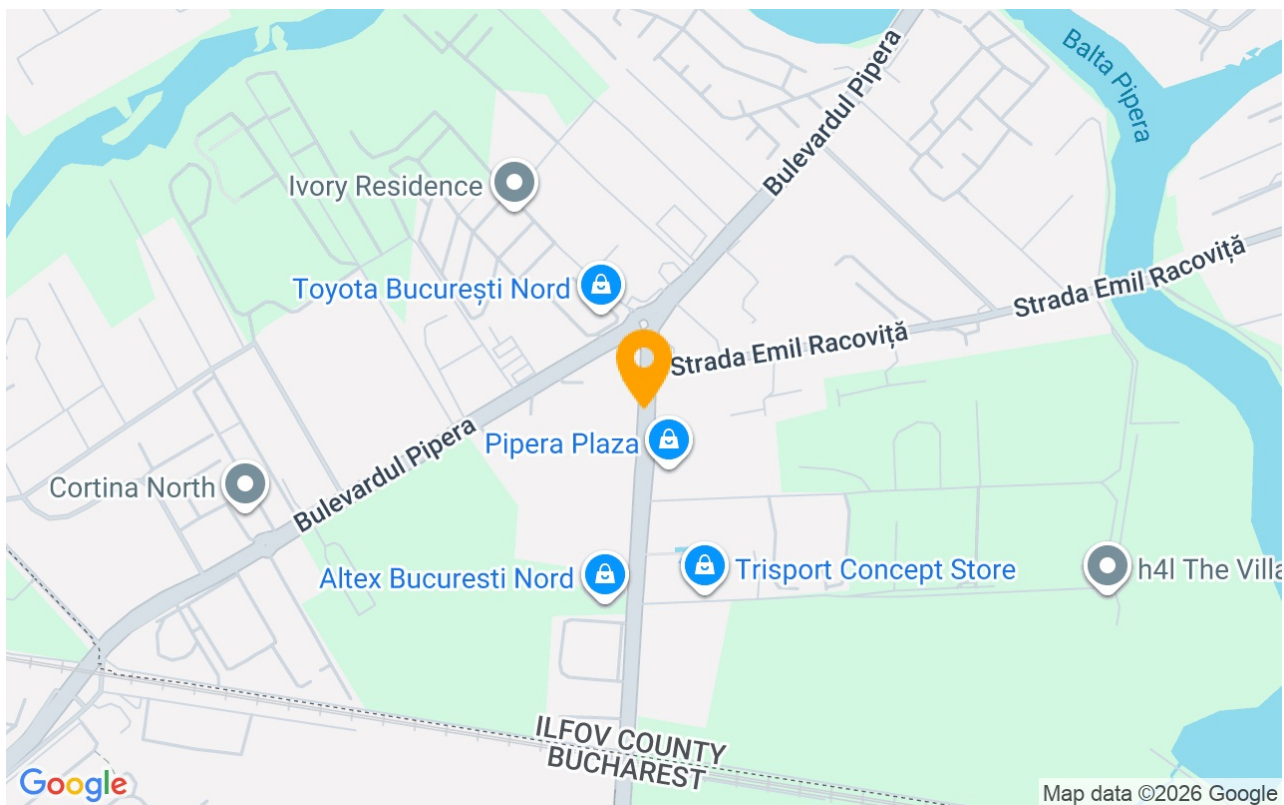 Balta Pipera
Bulevardul Pipera
Ivory Residence
Strada Emil Racoviță
Toyota București Nord
Strada Emil Racoviță
Pipera Plaza
Bulevardul Pipera
Cortina North
Altex Bucuresti Nord
Trisport Concept Store
h4l The Villa
ILFOV COUNTY
BUCHAREST
Google
Map data ©2026 Google